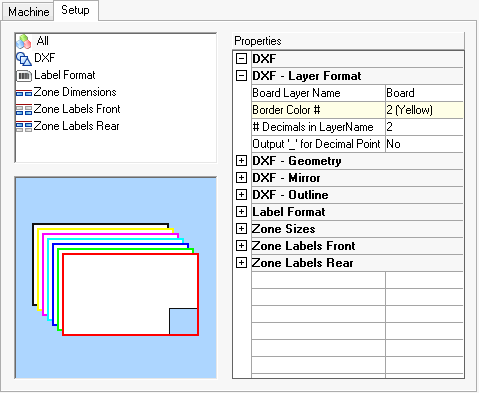 Machine Setup
All
DXF
Label Format
Zone Dimensions
Zone Labels Front
Zone Labels Rear
Properties
DXF
DXF - Layer Format
Board Layer Name Board
Border Color # 2 (Yellow)
# Decimals in LayerName 2
Output '_' for Decimal Point No
DXF - Geometry
DXF - Mirror
DXF - Outline
Label Format
Zone Sizes
Zone Labels Front
Zone Labels Rear